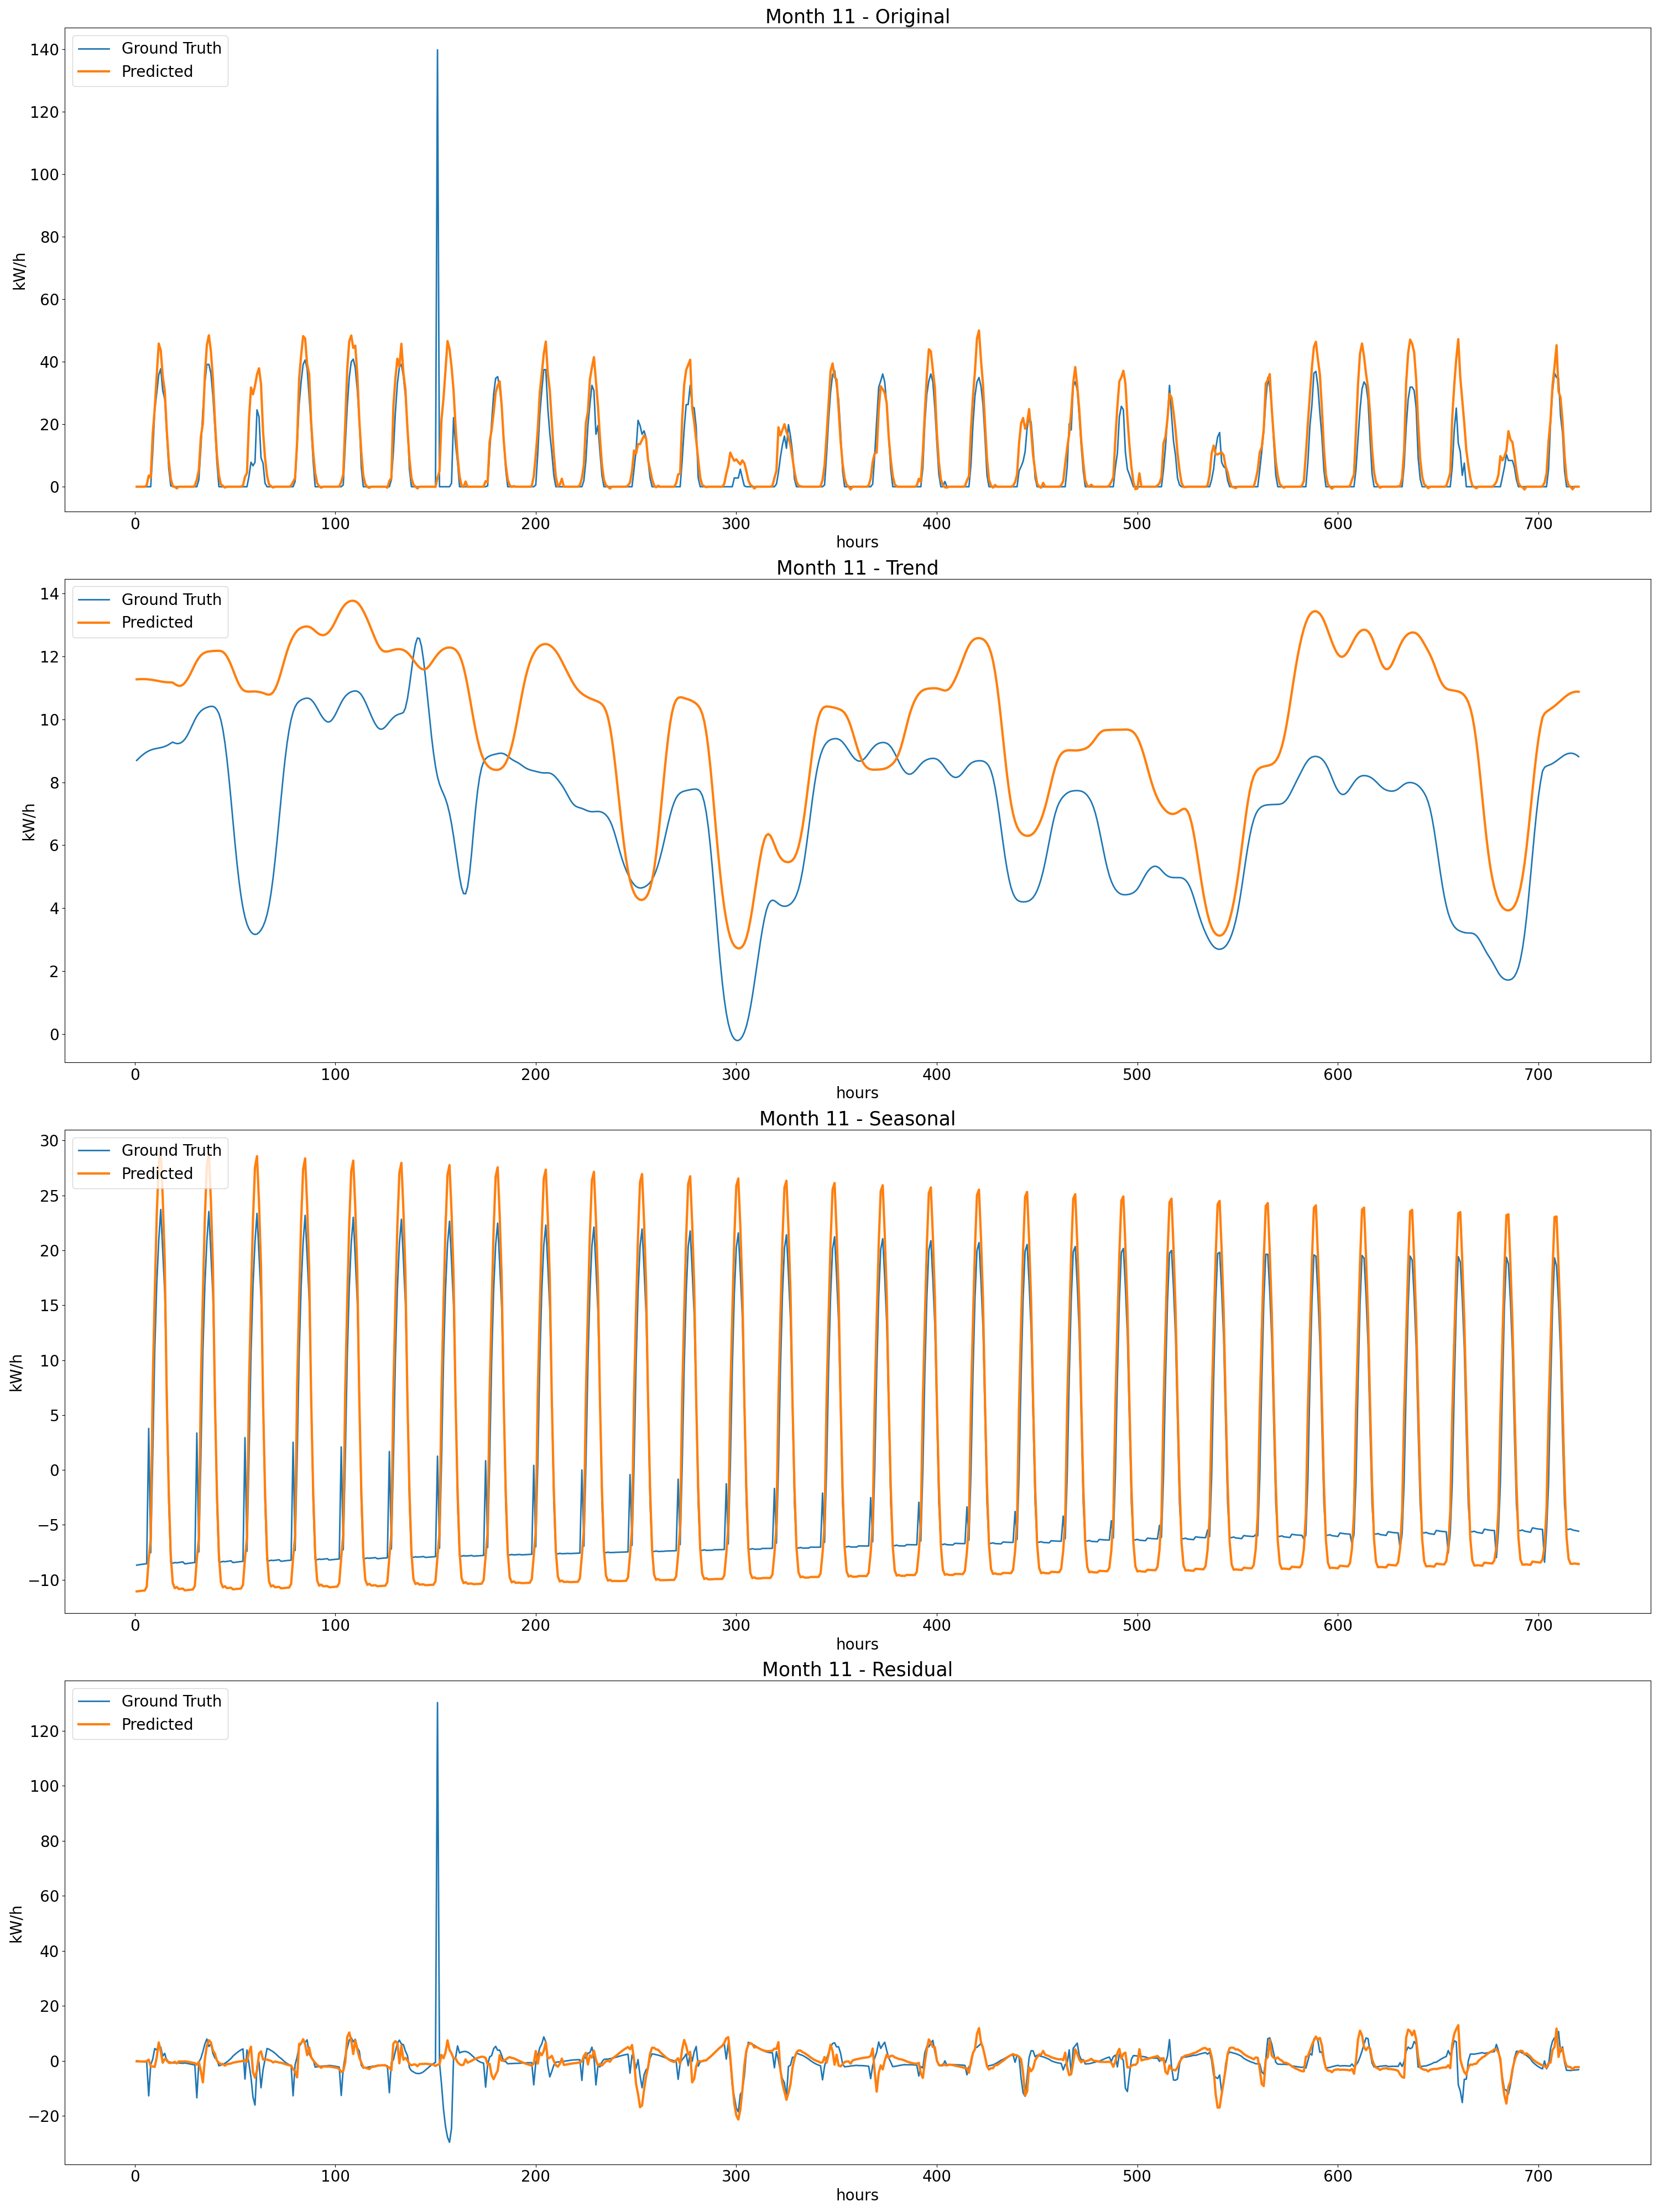 Month 11 - Original
Ground Truth
Predicted
140
120
100
80
60
40
20
0
kW/h
0 100 200 300 400 500 600 700
hours
Month 11 - Trend
Ground Truth
Predicted
14
12
10
8
6
4
2
0
kW/h
0 100 200 300 400 500 600 700
hours
Month 11 - Seasonal
Ground Truth
Predicted
30
25
20
15
10
5
0
−5
−10
kW/h
0 100 200 300 400 500 600 700
hours
Month 11 - Residual
Ground Truth
Predicted
120
100
80
60
40
20
0
−20
kW/h
0 100 200 300 400 500 600 700
hours